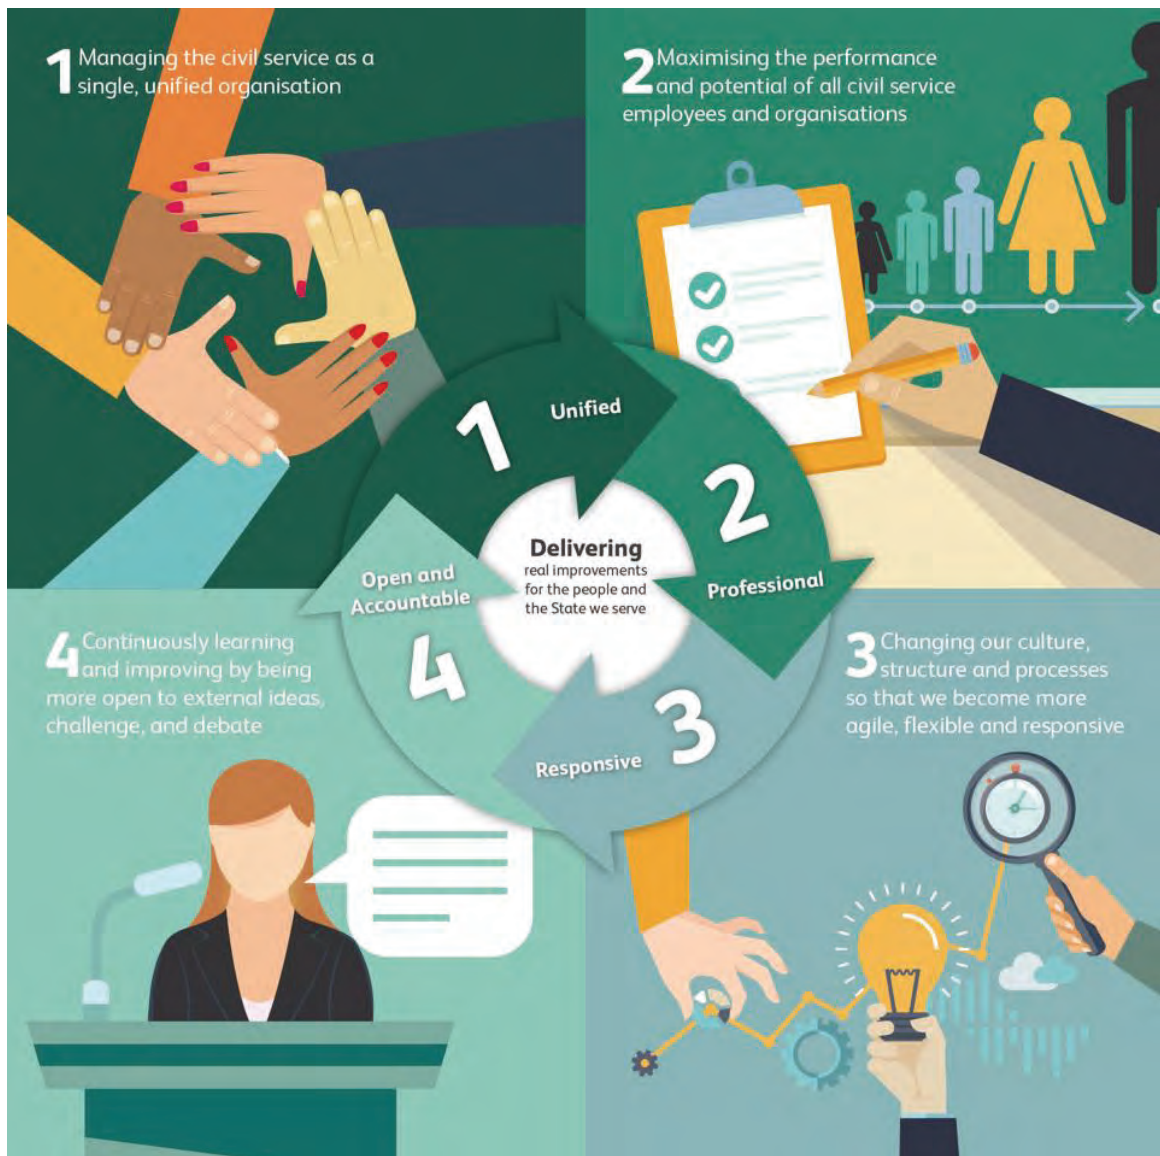 1 Managing the civil service as a
single, unified organisation
2 Maximising the performance
and potential of all civil service
employees and organisations
1 Unified
2
Professional
Delivering
real improvements
for the people and
the State we serve
Open and
Accountable
4
3
Responsive
4 Continuously learning
and improving by being
more open to external ideas,
challenge, and debate
3 Changing our culture,
structure and processes
so that we become more
agile, flexible and responsive